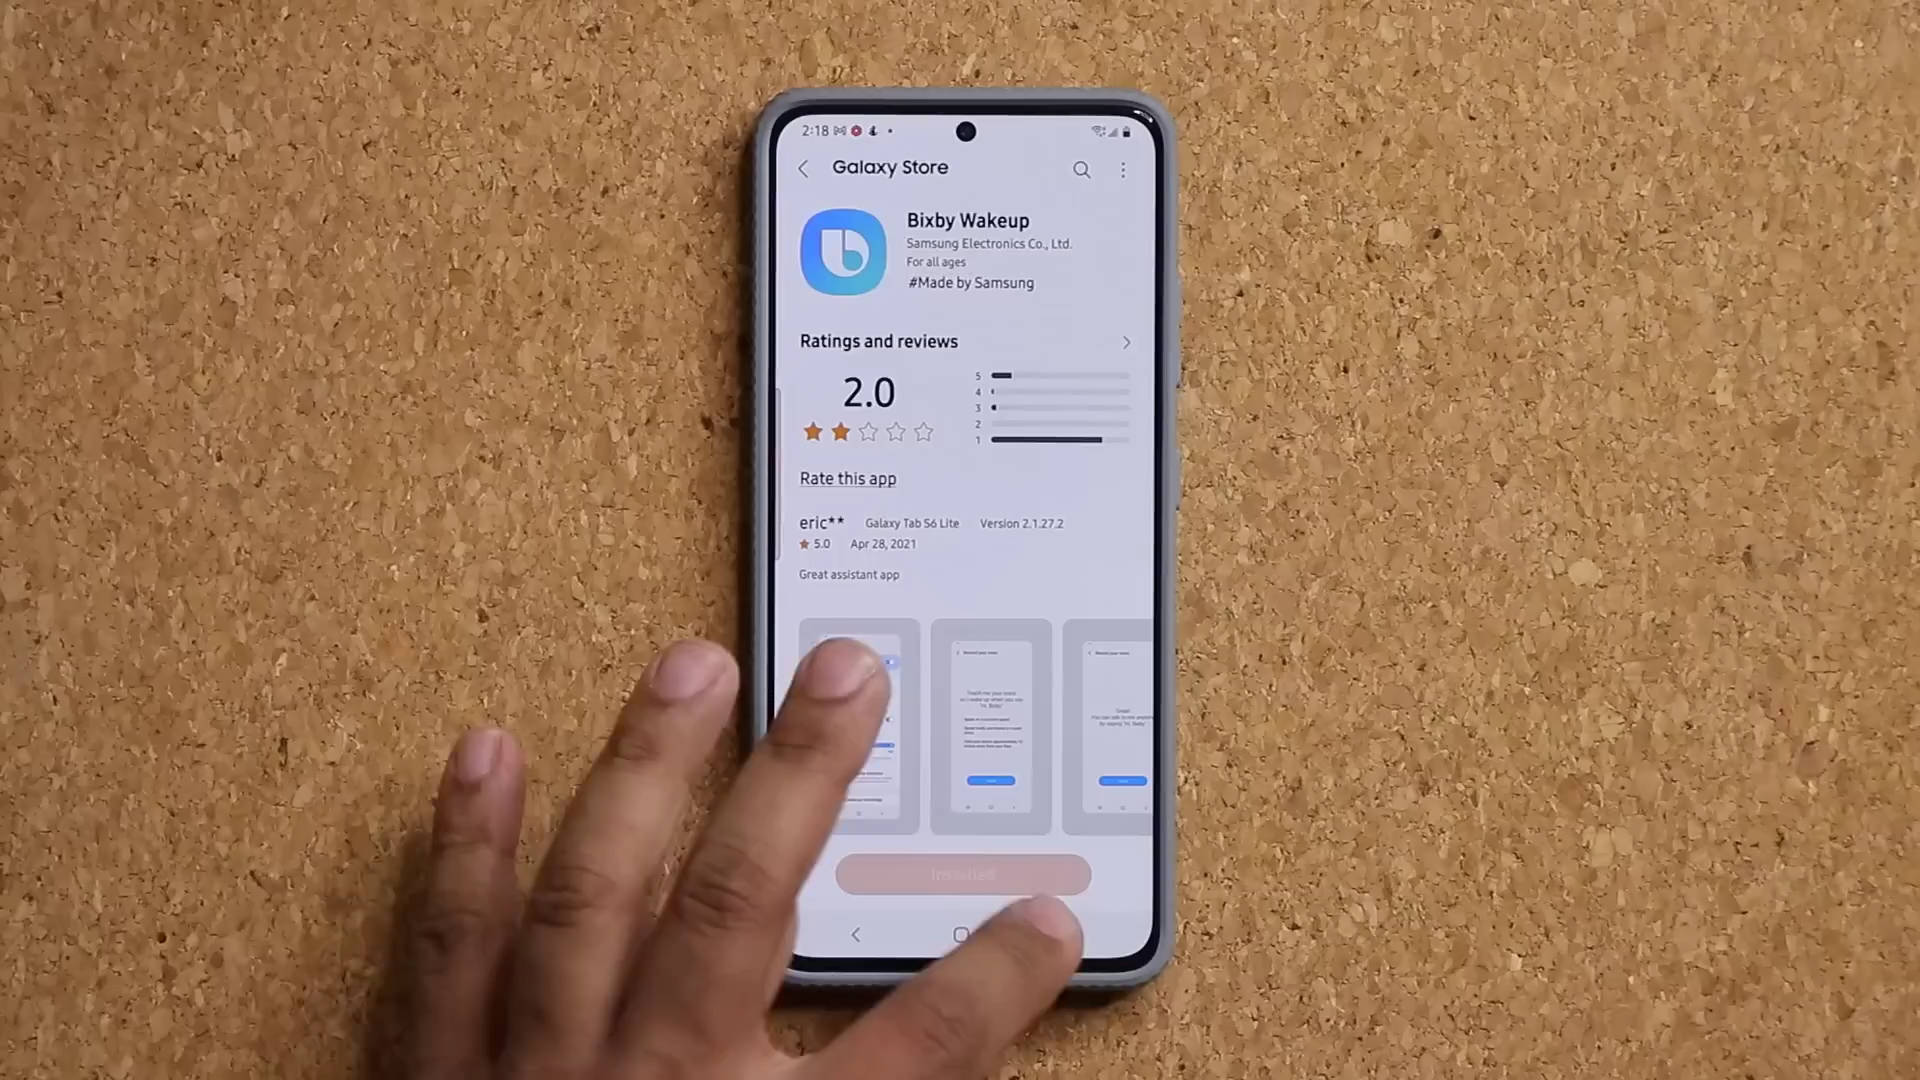 2:18
Galaxy Store
Bixby Wakeup
Samsung Electronics Co., Ltd.
For all ages
#Made by Samsung
Ratings and reviews
2.0
5
4
3
2
1
Rate this app
eric** Galaxy Tab S6 Lite Version 2.1.27.2
5.0 Apr 28, 2021
Great assistant app
Installed